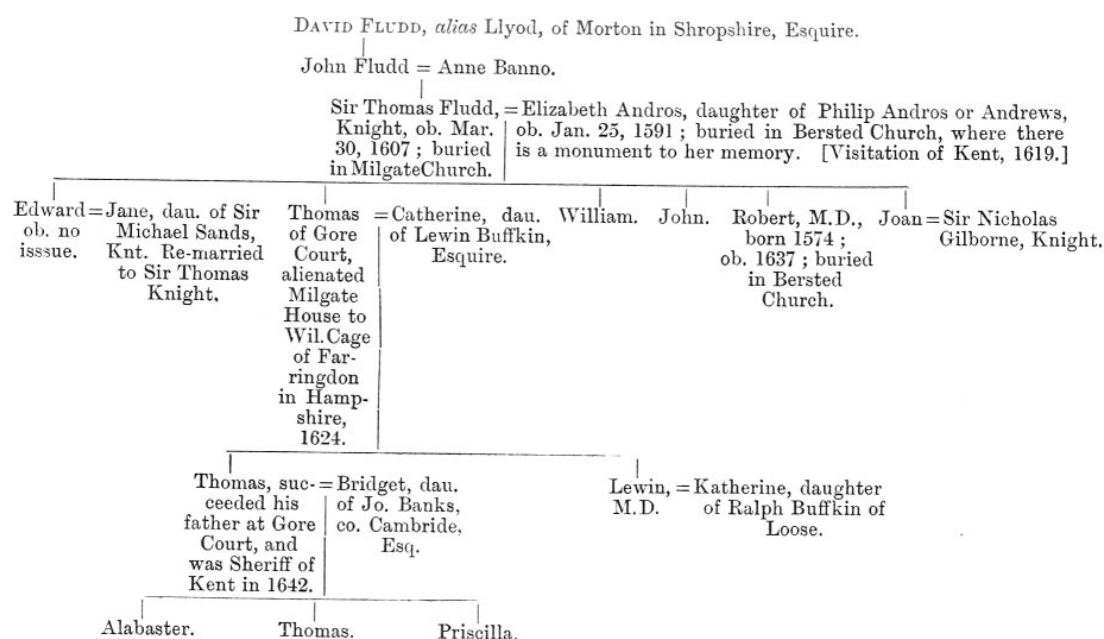 DAVID FLUDD, alias Llyod, of Morton in Shropshire, Esquire.
John Fludd = Anne Banno.
Sir Thomas Fludd, = Elizabeth Andros, daughter of Philip Andros or Andrews,
Knight, ob. Mar. ob. Jan. 25, 1591 ; buried in Bersted Church, where there
30, 1607 ; buried is a monument to her memory. [Visitation of Kent, 1619.]
in Milgate Church.
Edward = Jane, dau. of Sir
ob. no Michael Sands,
isssue. Knt. Re-married
to Sir Thomas
Knight.
Thomas = Catherine, dau.
of Gore of Lewin Buffkin,
Court, Esquire.
alienated
Milgate
House to
Wil. Cage
of Far-
ringdon
in Hamp-
shire,
1624.
William.
John.
Robert, M.D.,
born 1574 ;
ob. 1637 ; buried
in Bersted
Church.
Joan = Sir Nicholas
Gilborne, Knight.
Thomas, suc- = Bridget, dau.
ceeded his of Jo. Banks,
father at Gore co. Cambride,
Court, and Esq.
was Sheriff of
Kent in 1642.
Lewin, = Katherine, daughter
M.D. of Ralph Buffkin of
Loose.
Alabaster.
Thomas.
Priscilla.